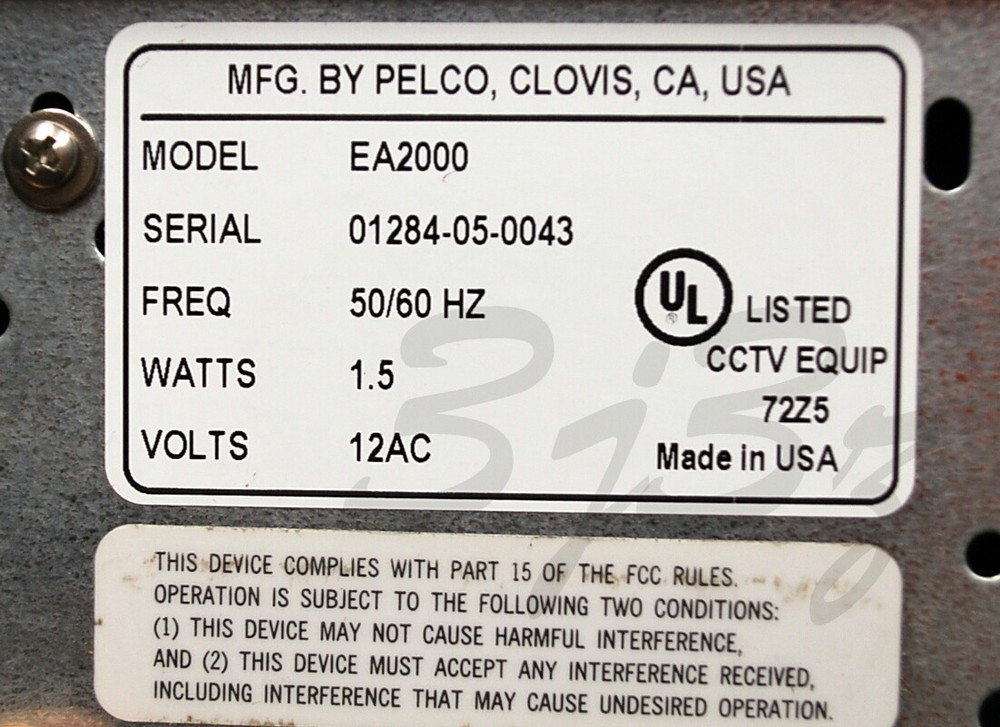 MFG. BY PELCO, CLOVIS, CA, USA
MODEL EA2000
SERIAL 01284-05-0043
FREQ 50/60 HZ
WATTS 1.5
VOLTS 12AC
UL LISTED
CCTV EQUIP
72Z5
Made in USA
THIS DEVICE COMPLIES WITH PART 15 OF THE FCC RULES.
OPERATION IS SUBJECT TO THE FOLLOWING TWO CONDITIONS:
(1) THIS DEVICE MAY NOT CAUSE HARMFUL INTERFERENCE,
AND (2) THIS DEVICE MUST ACCEPT ANY INTERFERENCE RECEIVED,
INCLUDING INTERFERENCE THAT MAY CAUSE UNDESIRED OPERATION.